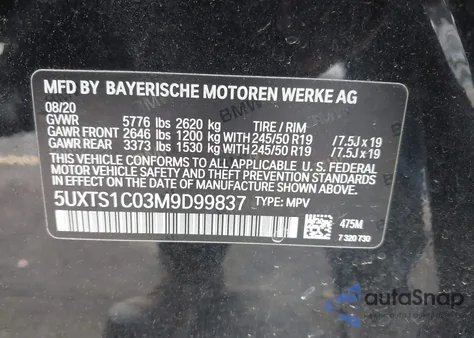 MFD BY BAYERISCHE MOTOREN WERKE AG
08/20
GVWR 5776 lbs 2620 kg TIRE / RIM
GAWR FRONT 2646 lbs 1200 kg WITH 245/50 R19 /7.5J x 19
GAWR REAR 3373 lbs 1530 kg WITH 245/50 R19 /7.5J x 19
THIS VEHICLE CONFORMS TO ALL APPLICABLE U. S. FEDERAL
MOTOR VEHICLE SAFETY, BUMPER, AND THEFT PREVENTION
STANDARDS IN EFFECT ON THE DATE OF MANUFACTURE SHOWN ABOVE.
5UXTS1C03M9D99837 TYPE: MPV
475M
7 320 730
autoSnap